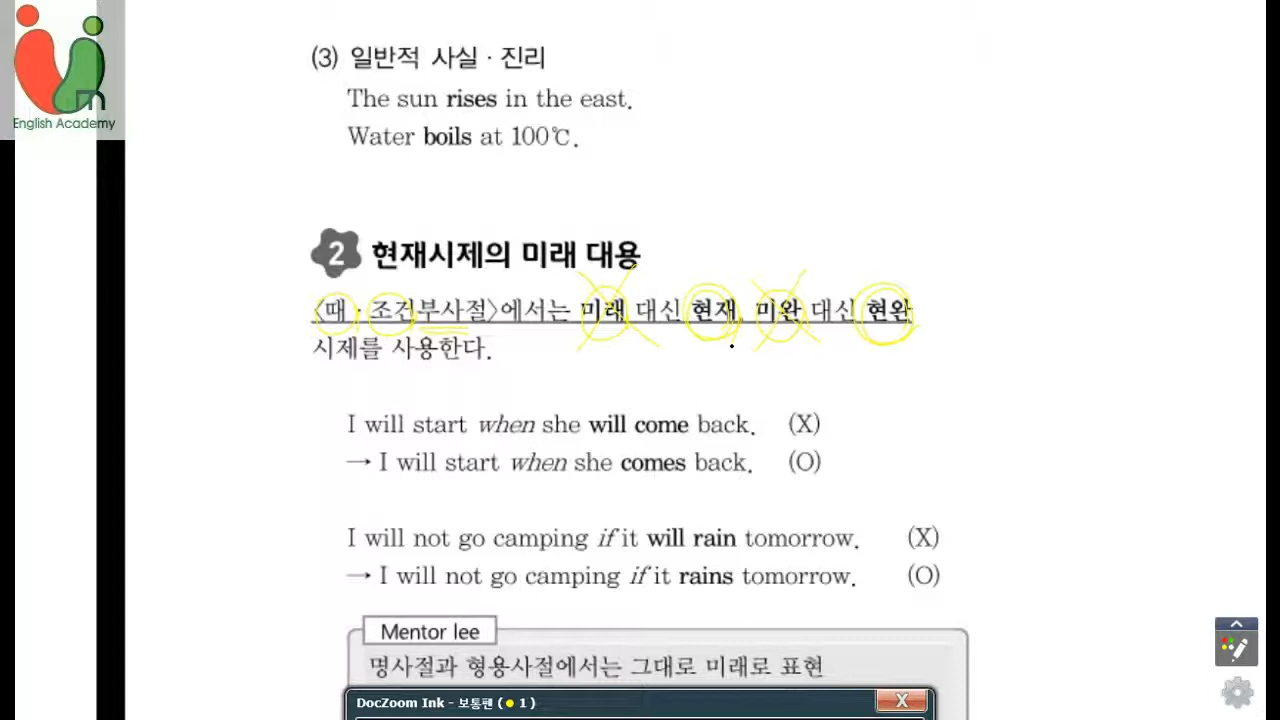 English Academy
(3) 일반적 사실 · 진리
The sun rises in the east.
Water boils at 100℃.
2 현재시제의 미래 대용
〈때 · 조건부사절〉에서는 미래 대신 현재, 미완 대신 현완
시제를 사용한다.
I will start when she will come back. (X)
→ I will start when she comes back. (O)
I will not go camping if it will rain tomorrow. (X)
→ I will not go camping if it rains tomorrow. (O)
Mentor lee
명사절과 형용사절에서는 그대로 미래로 표현
DocZoom Ink - 보통펜 ( ● 1 )
X